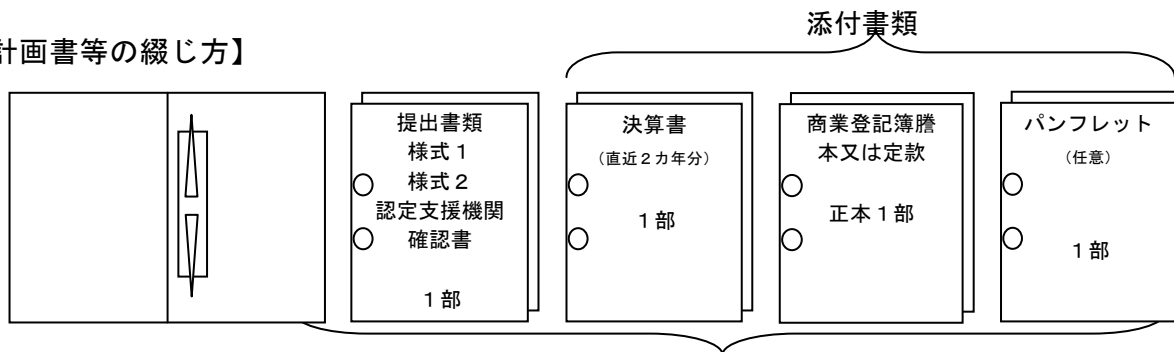 添付書類
計画書等の綴じ方】
提出書類
様式１
様式２
認定支援機関
確認書
１部
決算書
（直近２カ年分）
１部
商業登記簿謄
本又は定款
正本１部
パンフレット
（任意）
１部